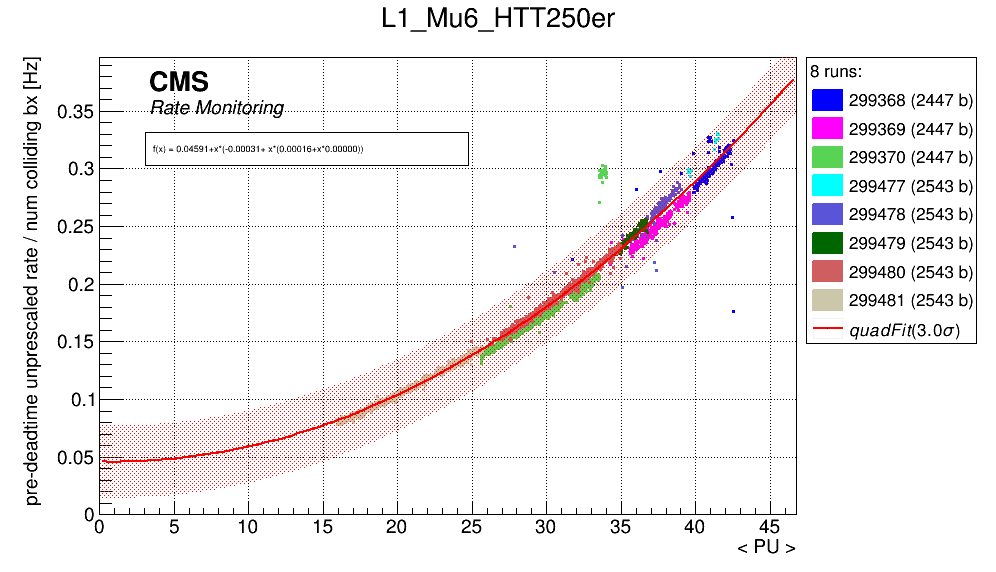 L1_Mu6_HTT250er
pre-deadtime unprescaled rate / num colliding bx [Hz]
CMS
Rate Monitoring
f(x) = 0.04591+x*(-0.00031+ x*(0.00016+x*0.00000))
0.35
0.3
0.25
0.2
0.15
0.1
0.05
0
0 5 10 15 20 25 30 35 40 45
< PU >
8 runs:
299368 (2447 b)
299369 (2447 b)
299370 (2447 b)
299477 (2543 b)
299478 (2543 b)
299479 (2543 b)
299480 (2543 b)
299481 (2543 b)
quadFit(3.0σ)